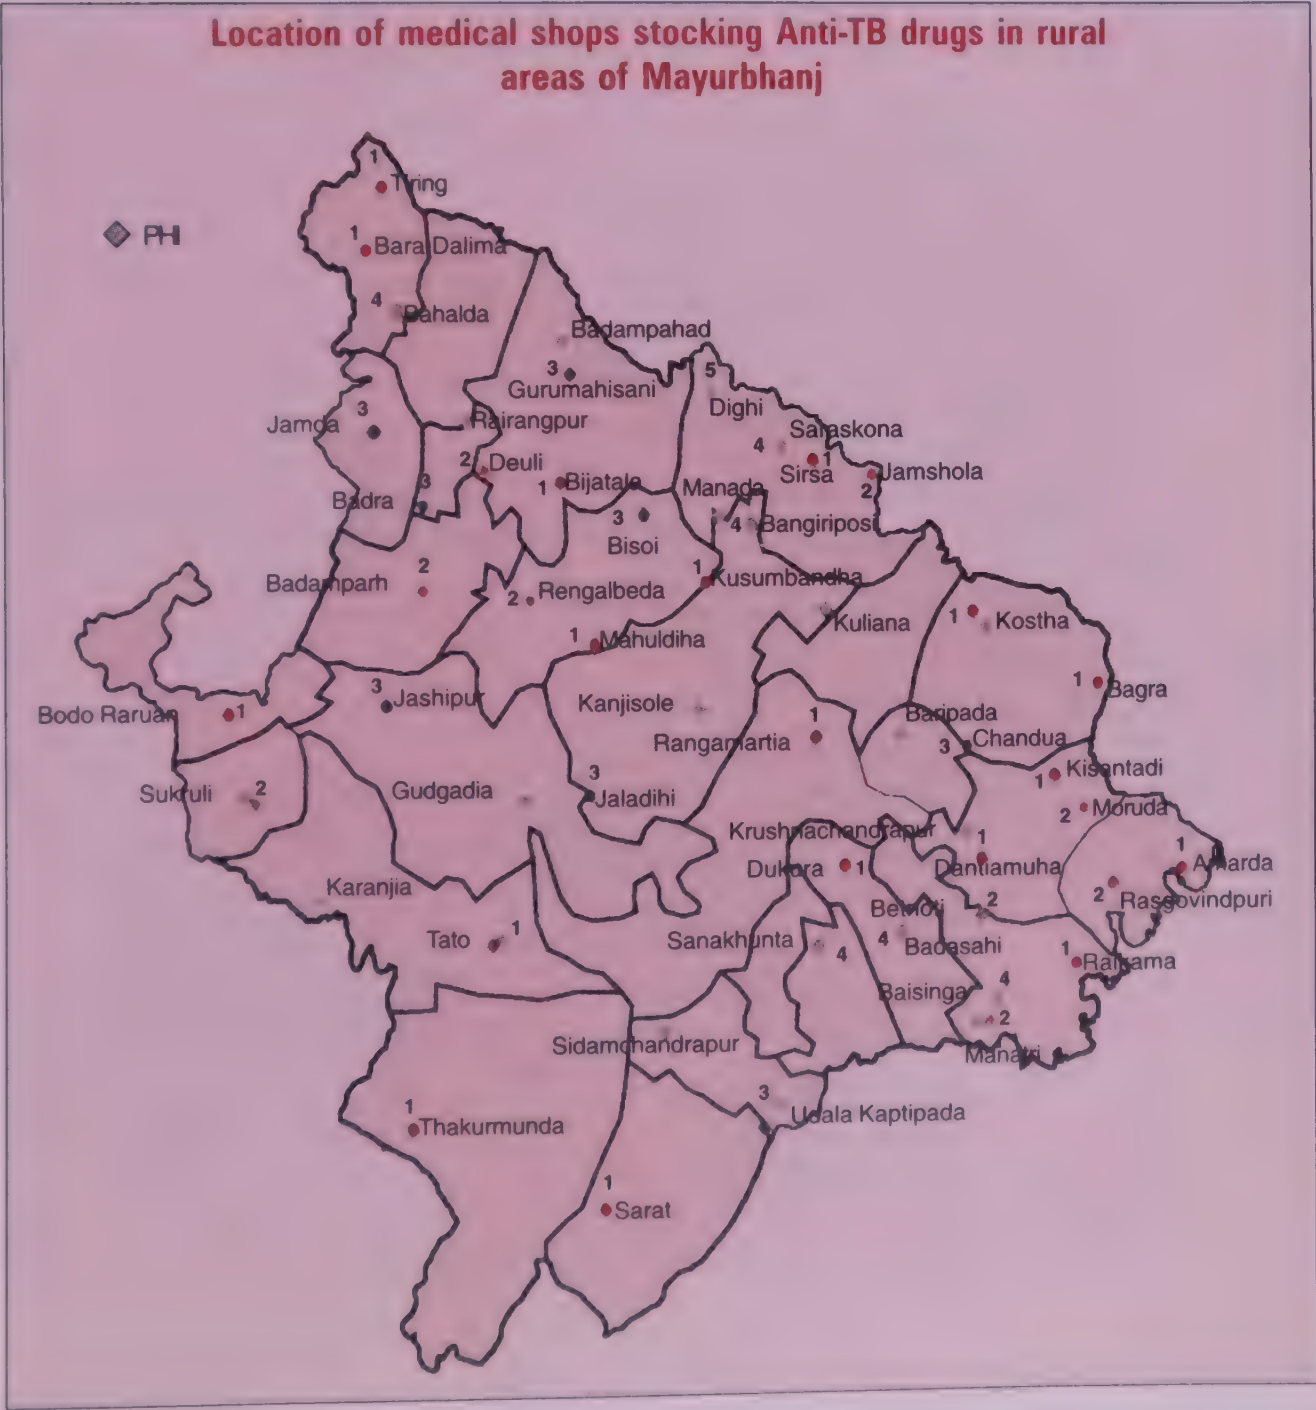 Location of medical shops stocking Anti-TB drugs in rural
areas of Mayurbhanj
1
Tiring
PHI
1
Bara Dalima
4
Bahalda
Badampahad
3
Gurumahisani
5
Dighi
Jamda
3
Rairangpur
4
Saraskona
Sirsa
1
2
Deuli
Jamshola
2
Badra
3
1
Bijatala
Manada
3
4
Bangiriposi
Bisoi
2
Badamparh
1
Kusumbandha
2
Rengalbeda
Kuliana
1
Kostha
1
Mahuldiha
3
Jashipur
Kanjisole
1
Bagra
Bodo Raruan
1
1
Baripada
Rangamartia
3
Chandua
Sukruli
2
Gudgadia
3
Jaladihi
1
Kisantadi
2
Moruda
Krushnachandrapur
1
Dukura
1
Dantiamuha
1
Amarda
Karanjia
2
Rasgovindpuri
Betnoti
2
Tato
1
Sanakhunta
4
4
Badasahi
1
Raikama
Baisinga
4
2
Sidamchandrapur
Manatri
3
Udala Kaptipada
1
Thakurmunda
1
Sarat